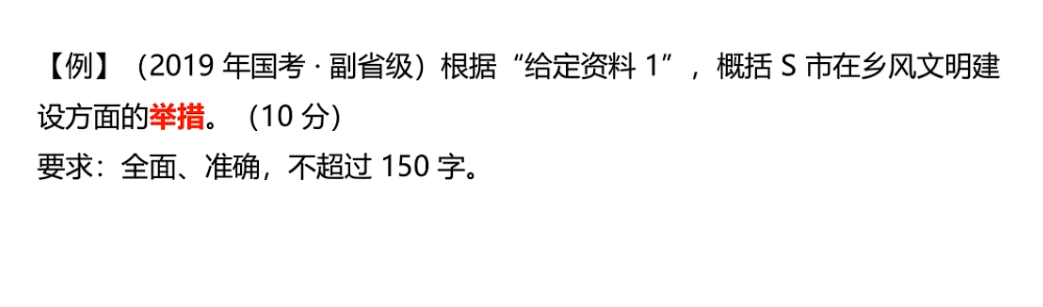 【例】（2019 年国考 · 副省级）根据“给定资料 1”，概括 S 市在乡风文明建
设方面的举措。（10 分）
要求：全面、准确，不超过 150 字。